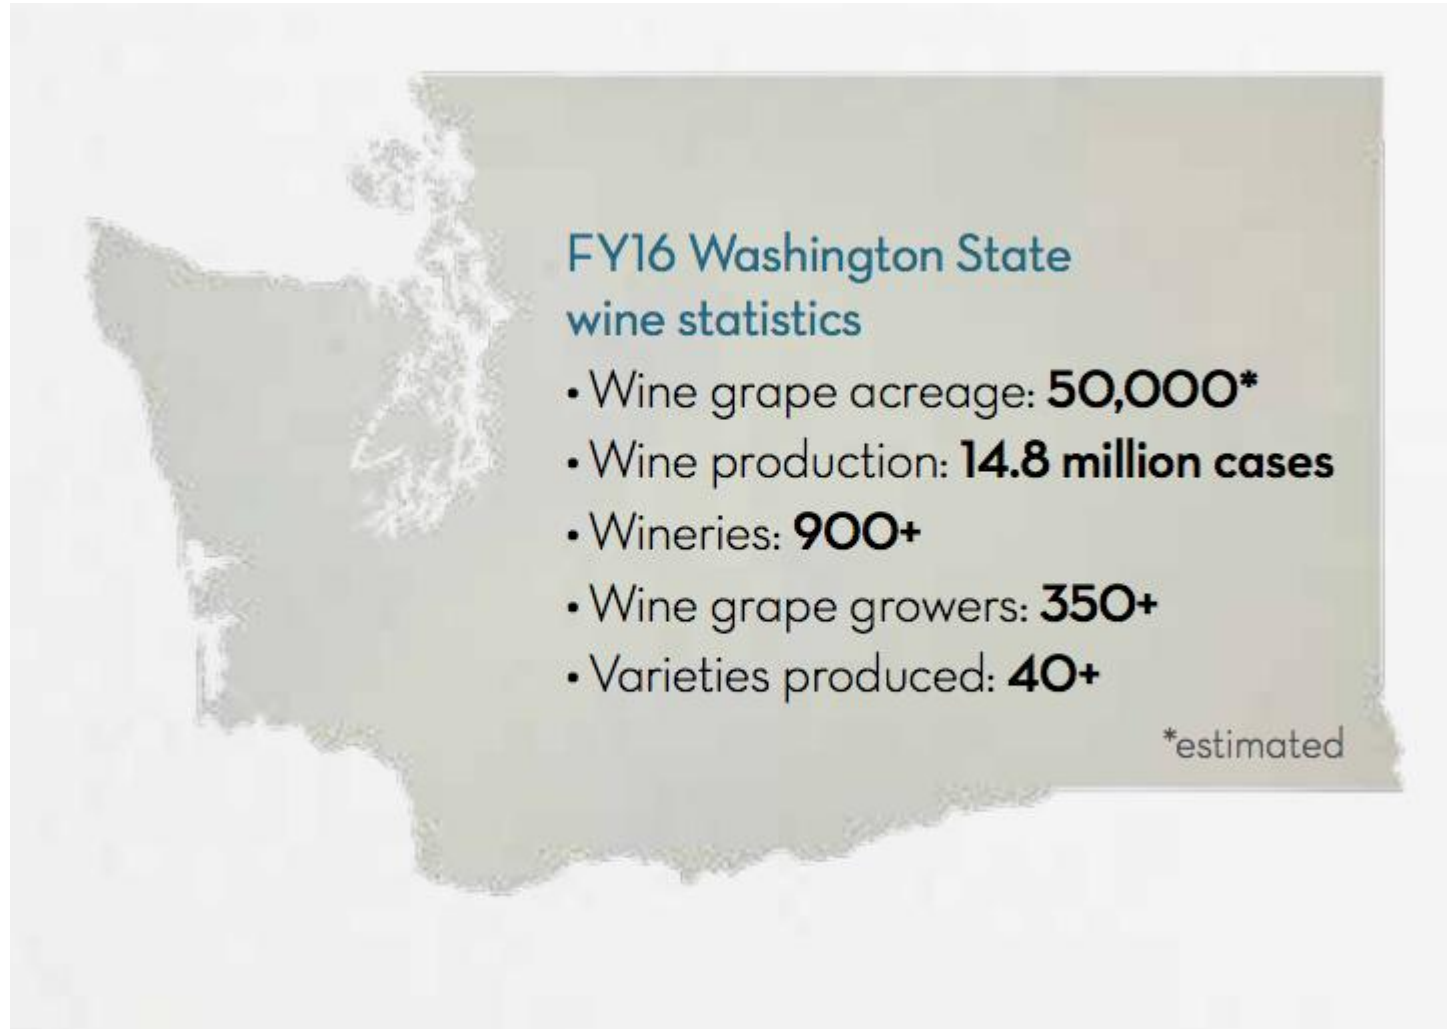 FY16 Washington State
wine statistics
• Wine grape acreage: 50,000*
• Wine production: 14.8 million cases
• Wineries: 900+
• Wine grape growers: 350+
• Varieties produced: 40+
*estimated